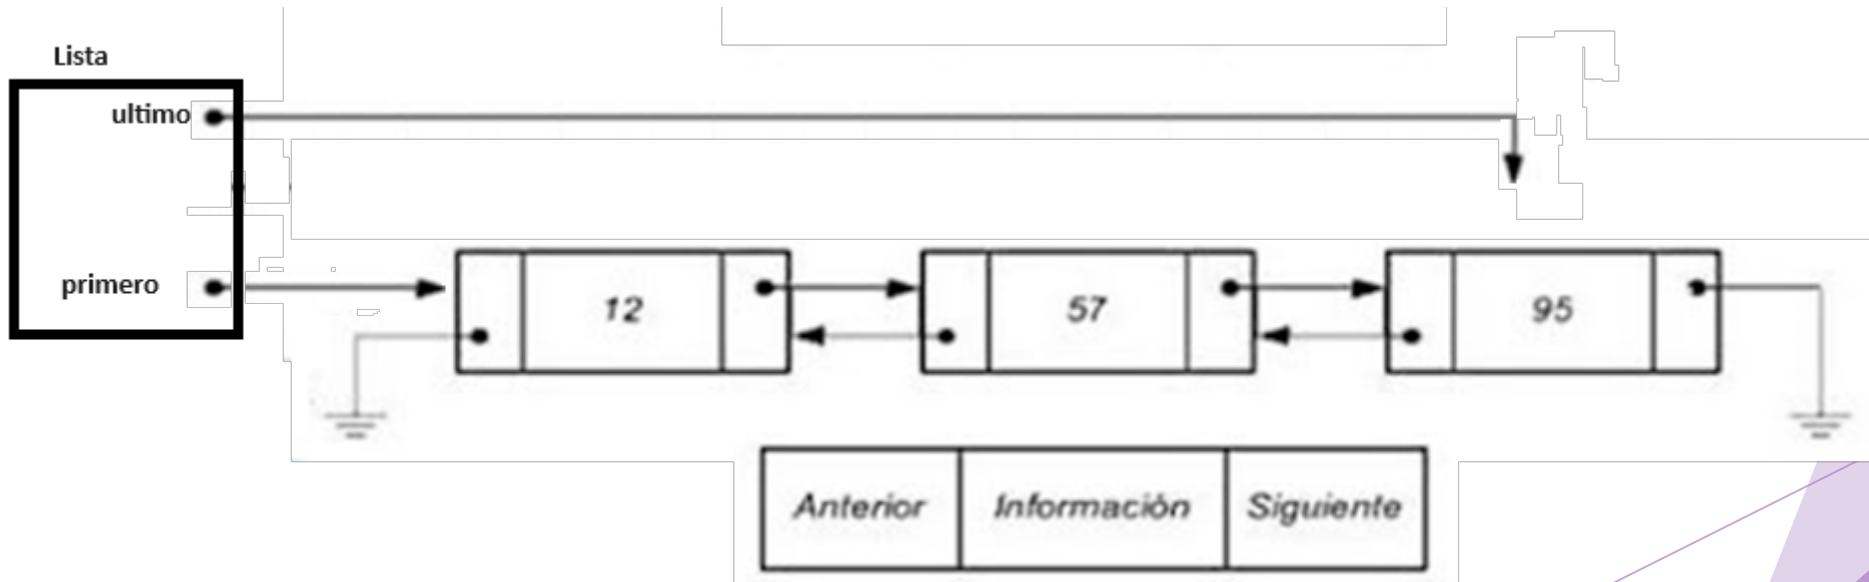 Lista
ultimo
primero
12
57
95
Anterior
Información
Siguiente